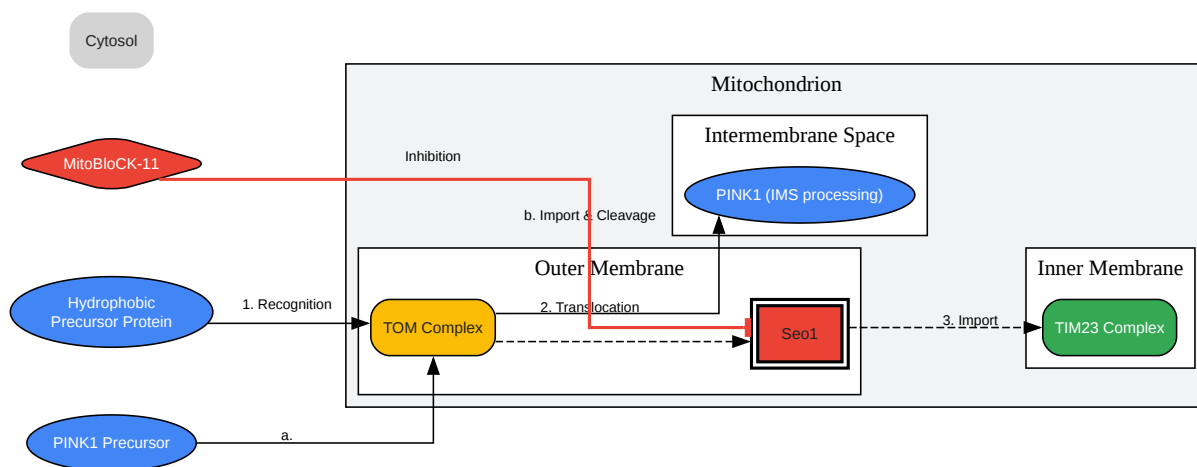 Cytosol
Mitochondrion
Intermembrane Space
MitoBloCK-11
Inhibition
PINK1 (IMS processing)
b. Import & Cleavage
Outer Membrane
Inner Membrane
Hydrophobic
Precursor Protein
1. Recognition
TOM Complex
2. Translocation
Seo1
3. Import
TIM23 Complex
PINK1 Precursor
a.